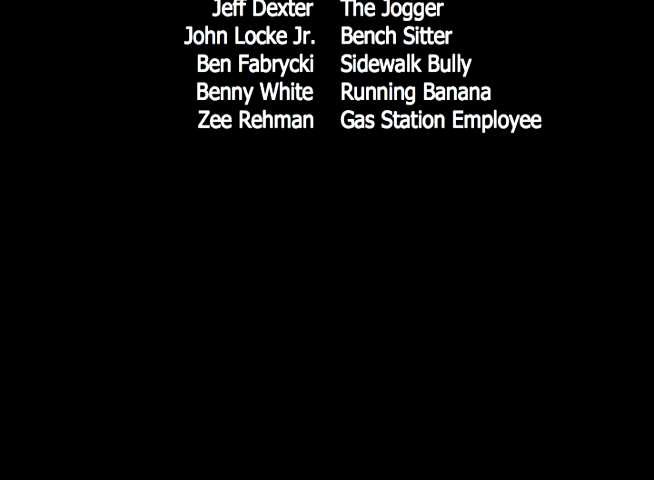 Jeff Dexter The Jogger
John Locke Jr. Bench Sitter
Ben Fabrycki Sidewalk Bully
Benny White Running Banana
Zee Rehman Gas Station Employee